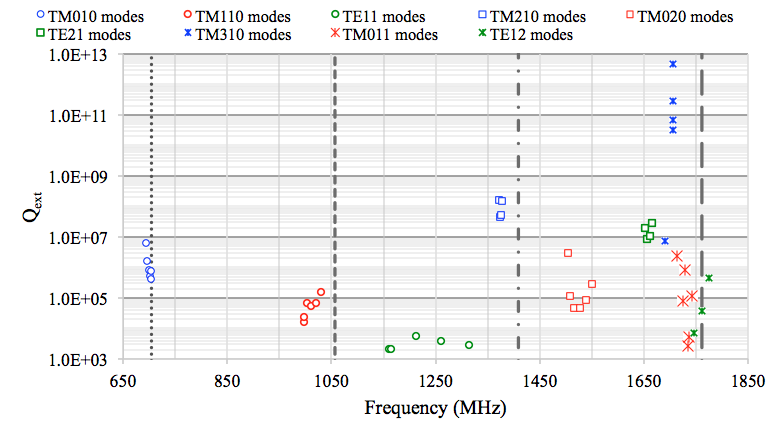 TM010 modes TM110 modes TE11 modes TM210 modes TM020 modes
TE21 modes TM310 modes TM011 modes TE12 modes
1.0E+13
1.0E+11
1.0E+09
1.0E+07
1.0E+05
1.0E+03
Qext
650 850 1050 1250 1450 1650 1850
Frequency (MHz)